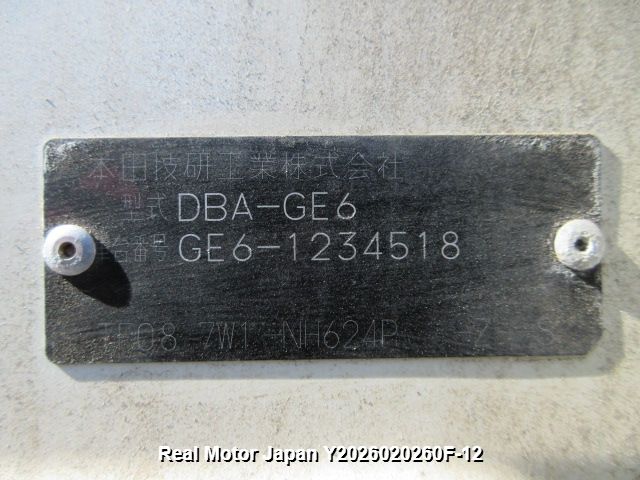 本田技研工業株式会社
型式 DBA-GE6
車台番号 GE6-1234518
7W1 -NH624P
Real Motor Japan Y2026020260F-12